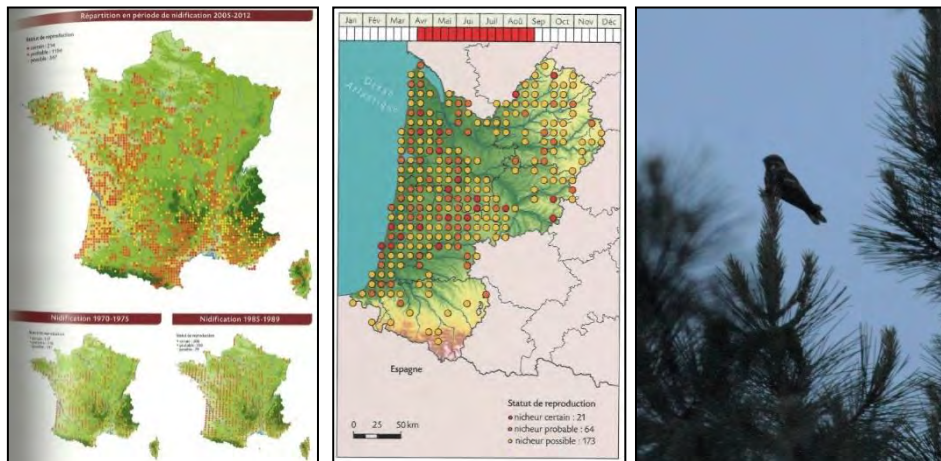 Répartition en période de nidification 2005-2012
Statut de reproduction
Nidification 1970-1975
Nidification 1985-1989
Statut de reproduction
Jan Fév Mar Avr Mai Jui Juil Aoû Sep Oct Nov Déc
Océan
Atlantique
Espagne
Statut de reproduction
nicheur certain : 21
nicheur probable : 64
nicheur possible : 173
0 25 50 km